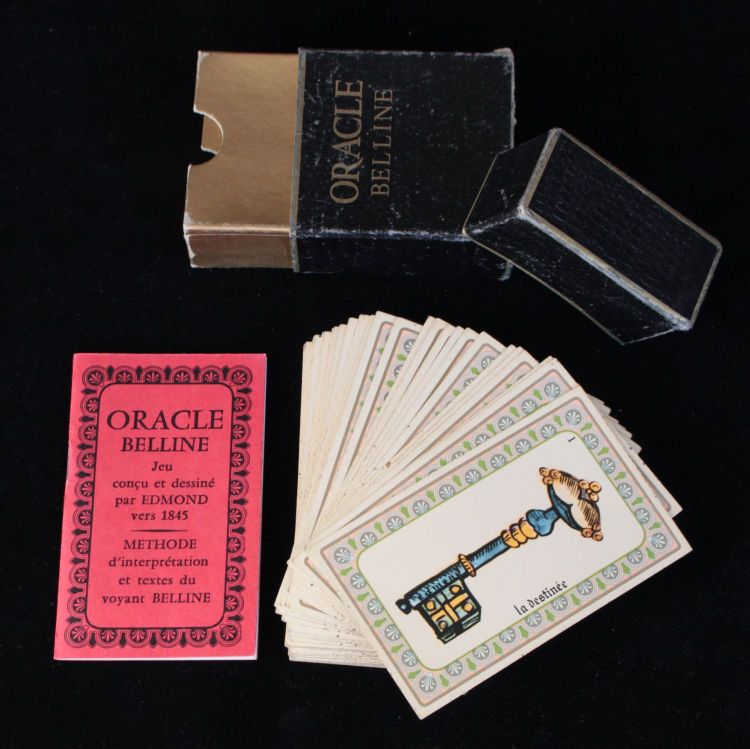 ORACLE
BELLINE
ORACLE
BELLINE
Jeu
conçu et dessiné
par EDMOND
vers 1845
METHODE
d'interprétation
et textes du
voyant BELLINE
1
la destinée